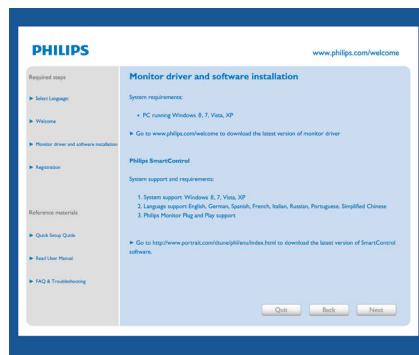 PHILIPS
www.philips.com/welcome
Required steps
Select Language:
Welcome
Monitor driver and software installation
Registration
Reference materials
Quick Setup Guide
Read User Manual
FAQ & Troubleshooting
Monitor driver and software installation
System requirements:
• PC running Windows 8, 7, Vista, XP
Go to www.philips.com/welcome to download the latest version of monitor driver
Philips SmartControl
System support and requirements:
1. System support Windows 8, 7, Vista, XP
2. Language support English, German, Spanish, French, Italian, Russian, Portuguese, Simplified Chinese
3. Philips Monitor Plug and Play support
Go to http://www.portrait.com/dtune/phil/enu/index.html to download the latest version of SmartControl
software.
Quit
Back
Next